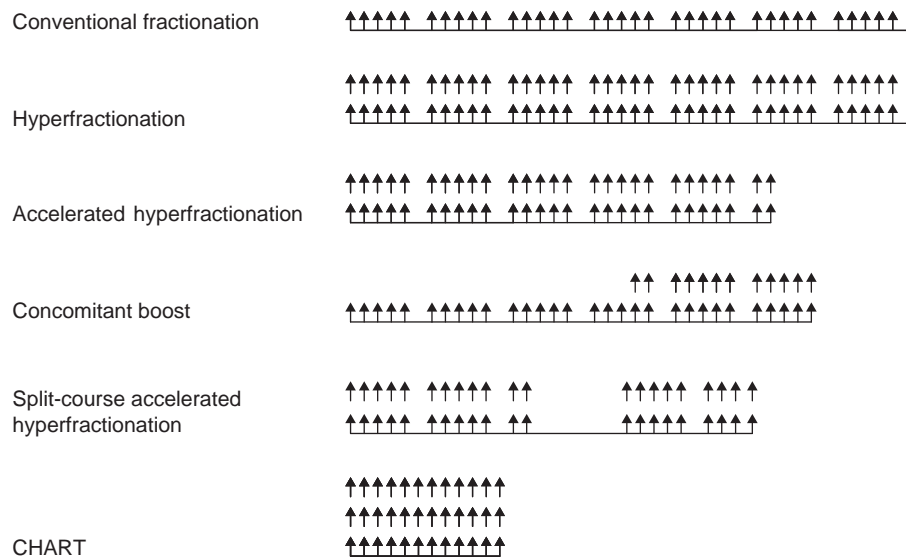 Conventional fractionation
Hyperfractionation
Accelerated hyperfractionation
Concomitant boost
Split-course accelerated
hyperfractionation
CHART